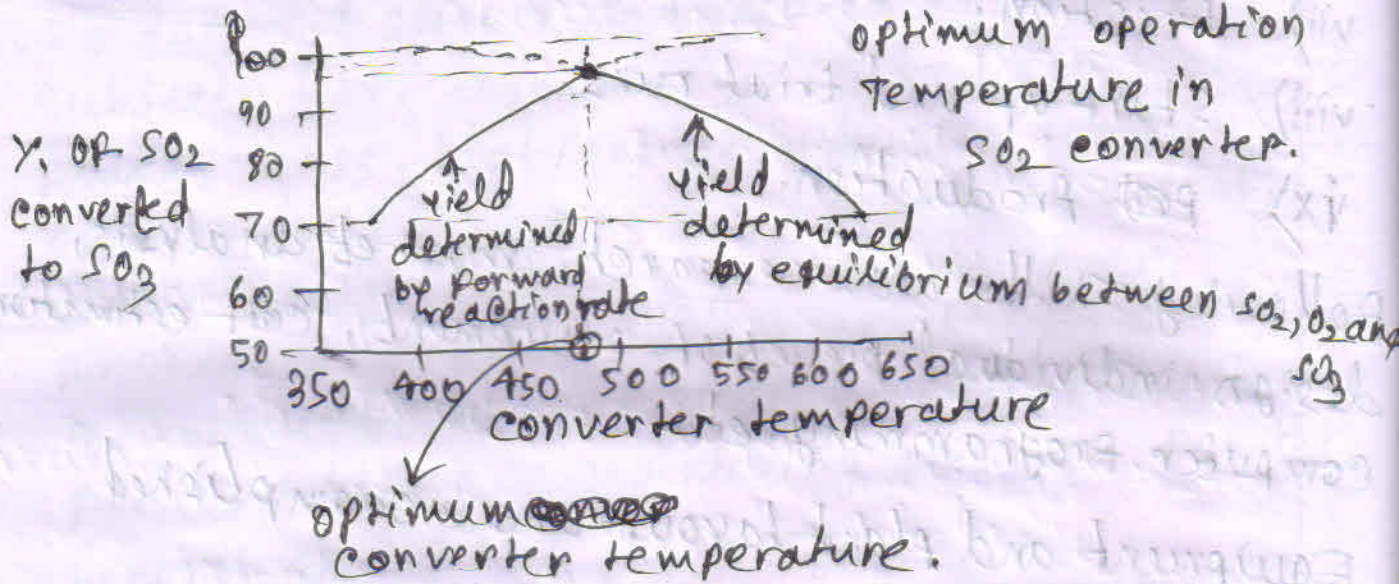 optimum operation
temperature in
SO2 converter.
100
90
80
70
60
50
%. OF SO2
converted
to SO3
yield
determined
by forward
reaction rate
yield
determined
by equilibrium between SO2, O2 and
SO3
350 400 450 500 550 600 650
converter temperature
optimum
converter temperature.